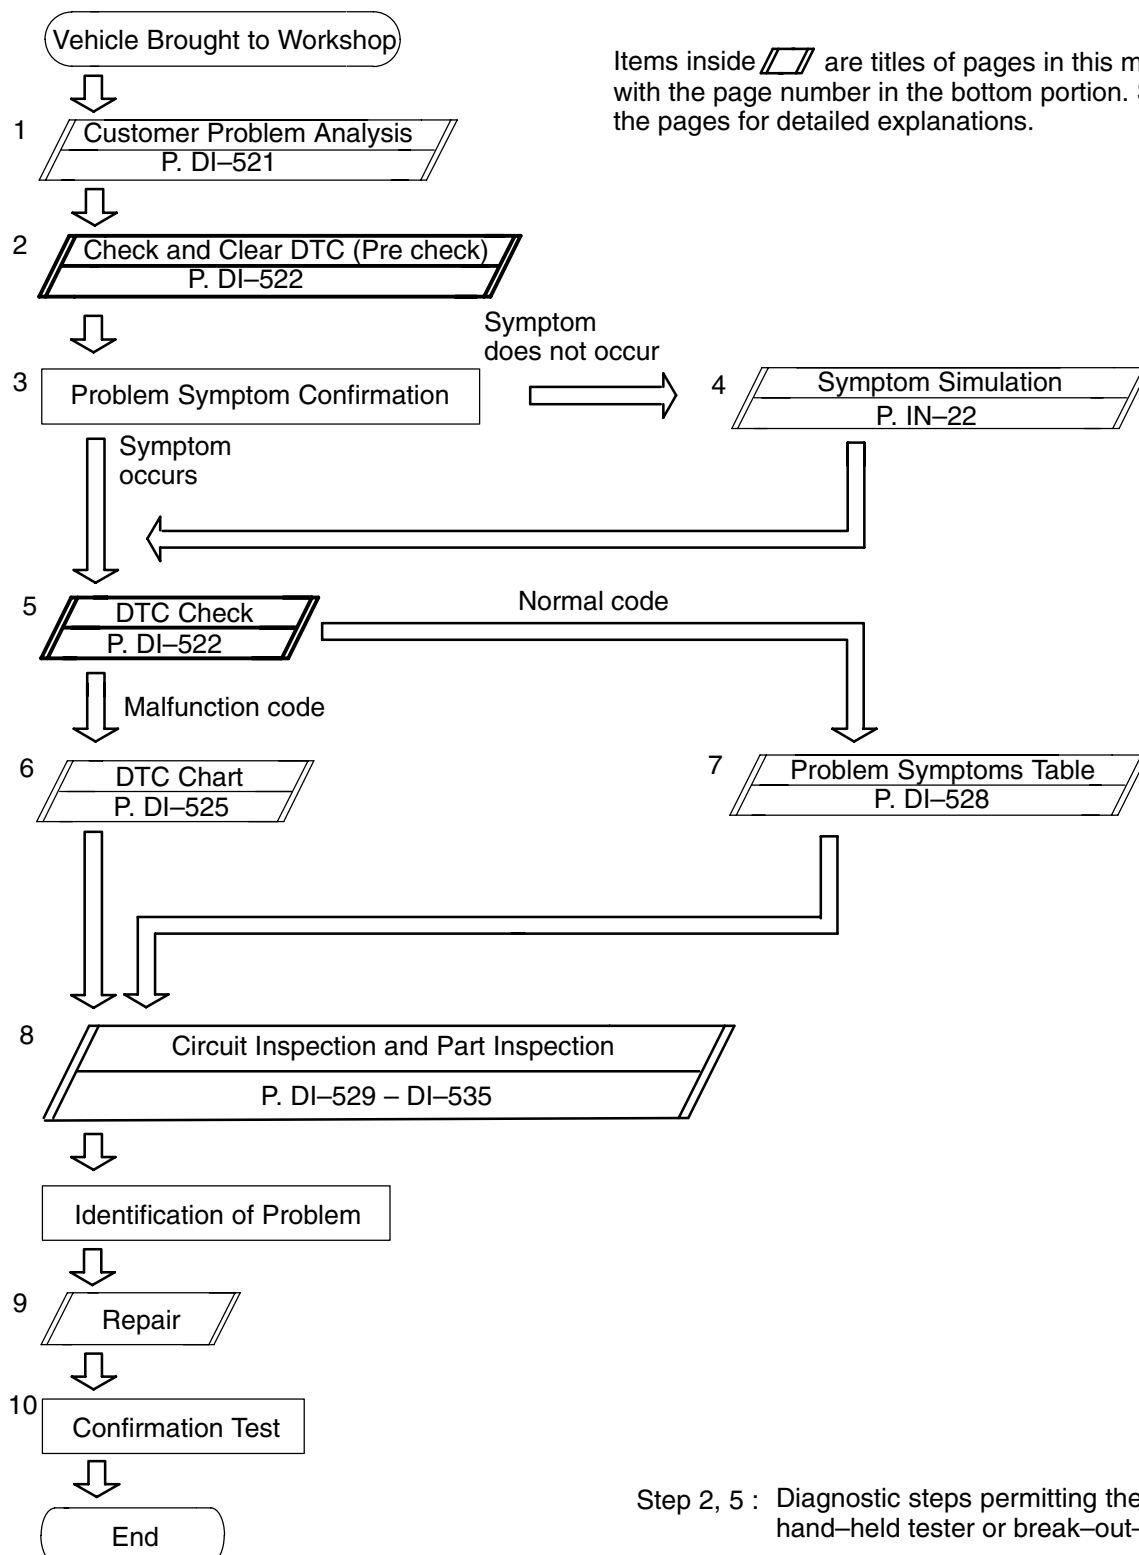 Vehicle Brought to Workshop
Items inside are titles of pages in this
with the page number in the bottom portion.
the pages for detailed explanations.
1
Customer Problem Analysis
P. DI–521
2
Check and Clear DTC (Pre check)
P. DI–522
Symptom
does not occur
3
Problem Symptom Confirmation
4
Symptom Simulation
P. IN–22
Symptom
occurs
5
DTC Check
P. DI–522
Normal code
Malfunction code
6
DTC Chart
P. DI–525
7
Problem Symptoms Table
P. DI–528
8
Circuit Inspection and Part Inspection
P. DI–529 – DI–535
Identification of Problem
9
Repair
10
Confirmation Test
End
Step 2, 5 : Diagnostic steps permitting the
hand–held tester or break–out–